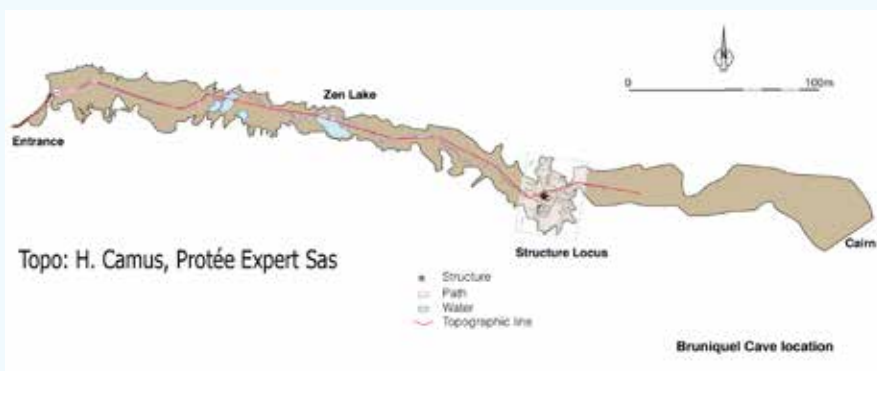 N
0
100m
Zen Lake
Entrance
Structure Locus
Cairn
Topo: H. Camus, Protée Expert Sas
Structure
Path
Water
Topographic line
Bruniquel Cave location